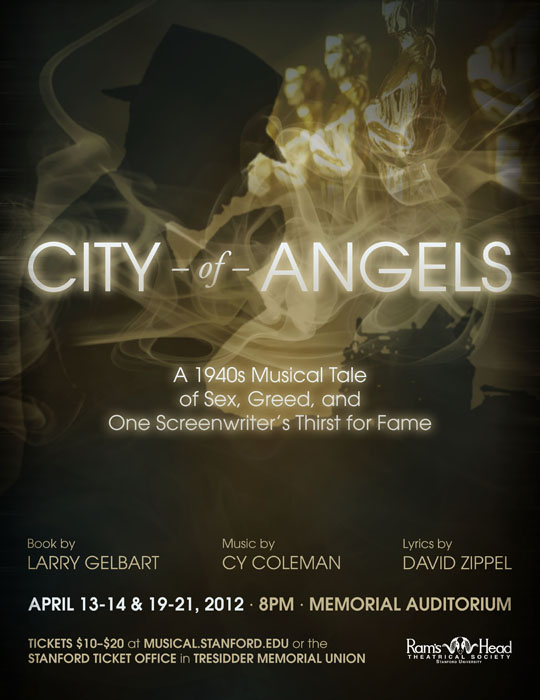 CITY – of – ANGELS
A 1940s Musical Tale
of Sex, Greed, and
One Screenwriter's Thirst for Fame
Book by
LARRY GELBART
Music by
CY COLEMAN
Lyrics by
DAVID ZIPPEL
APRIL 13-14 & 19-21, 2012 · 8PM · MEMORIAL AUDITORIUM
TICKETS $10–$20 at MUSICAL.STANFORD.EDU or the
STANFORD TICKET OFFICE in TRESIDDER MEMORIAL UNION
Ram's Head
THEATRICAL SOCIETY
STANFORD UNIVERSITY